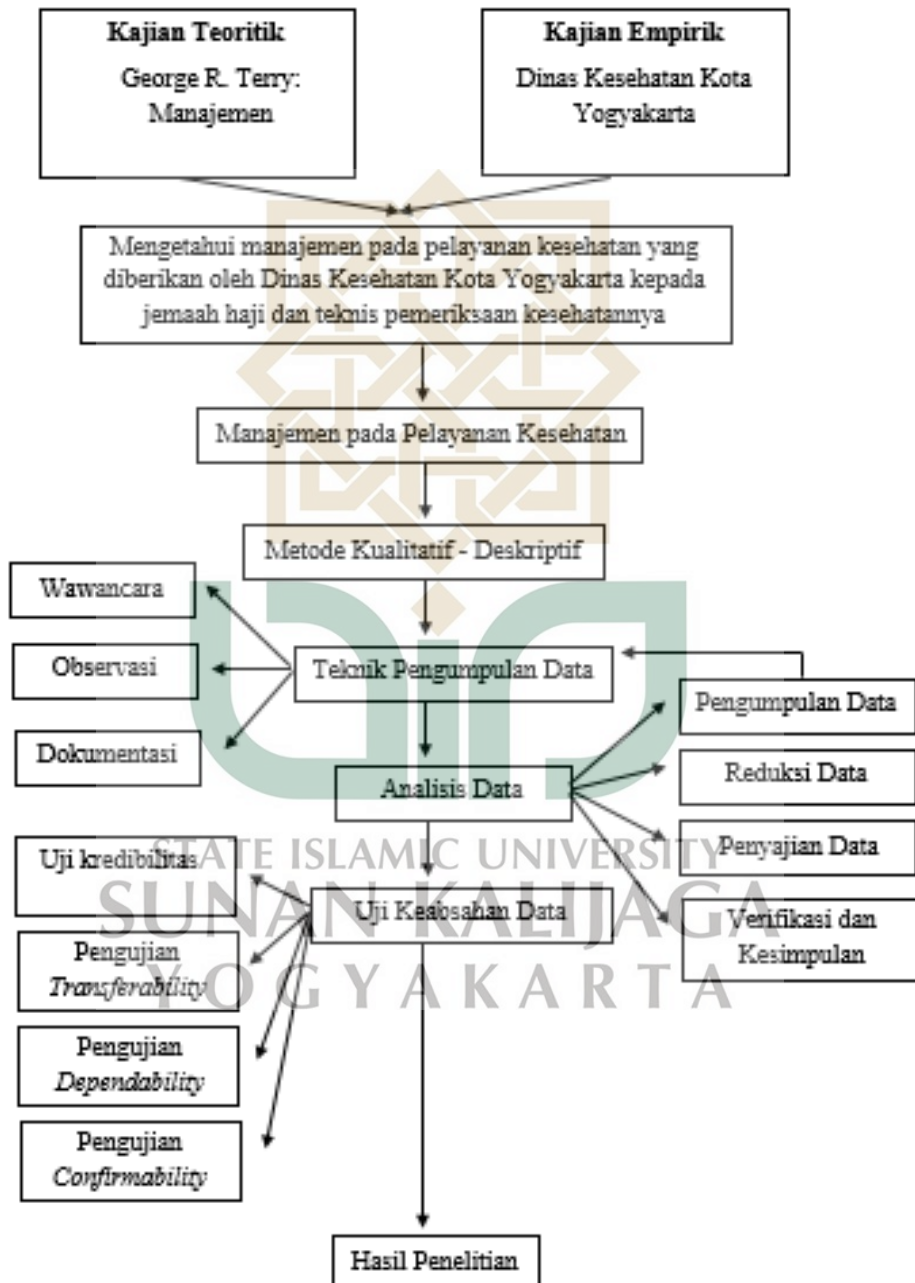 Kajian Teoritik
George R. Terry:
Manajemen
Kajian Empirik
Dinas Kesehatan Kota
Yogyakarta
Mengetahui manajemen pada pelayanan kesehatan yang
diberikan oleh Dinas Kesehatan Kota Yogyakarta kepada
jemaah haji dan teknis pemeriksaan kesehatannya
Manajemen pada Pelayanan Kesehatan
Metode Kualitatif - Deskriptif
Wawancara
Observasi
Dokumentasi
Teknik Pengumpulan Data
Pengumpulan Data
Reduksi Data
Penyajian Data
Verifikasi dan
Kesimpulan
Analisis Data
Uji kredibilitas
Pengujian
Transferability
Pengujian
Dependability
Pengujian
Confirmability
Uji Keabsahan Data
Hasil Penelitian
STATE ISLAMIC UNIVERSITY
SUNAN KALIJAGA
YOGYAKARTA